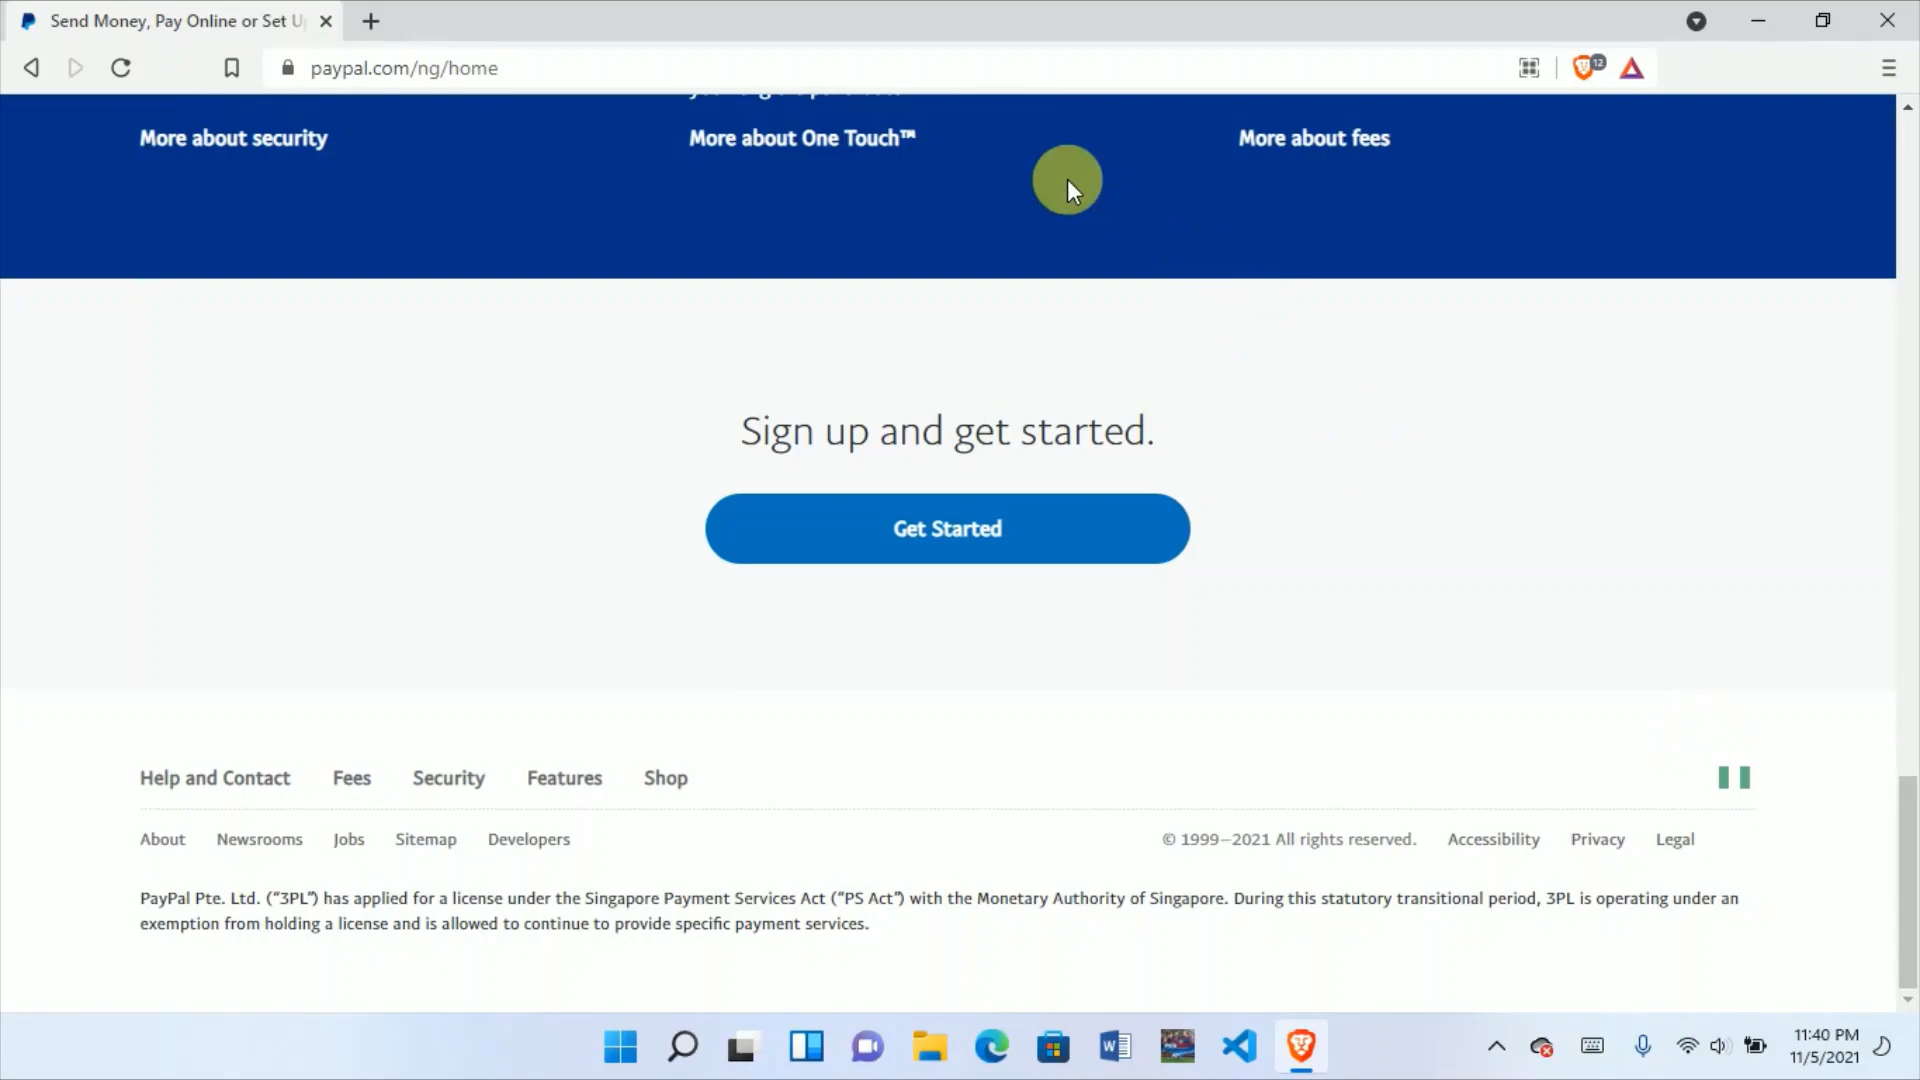 Send Money, Pay Online or Set U
paypal.com/ng/home
12
More about security
More about One Touch™
More about fees
Sign up and get started.
Get Started
Help and Contact Fees Security Features Shop
About Newsrooms Jobs Sitemap Developers
© 1999–2021 All rights reserved. Accessibility Privacy Legal
PayPal Pte. Ltd. (“3PL”) has applied for a license under the Singapore Payment Services Act (“PS Act”) with the Monetary Authority of Singapore. During this statutory transitional period, 3PL is operating under an
exemption from holding a license and is allowed to continue to provide specific payment services.
11:40 PM
11/5/2021